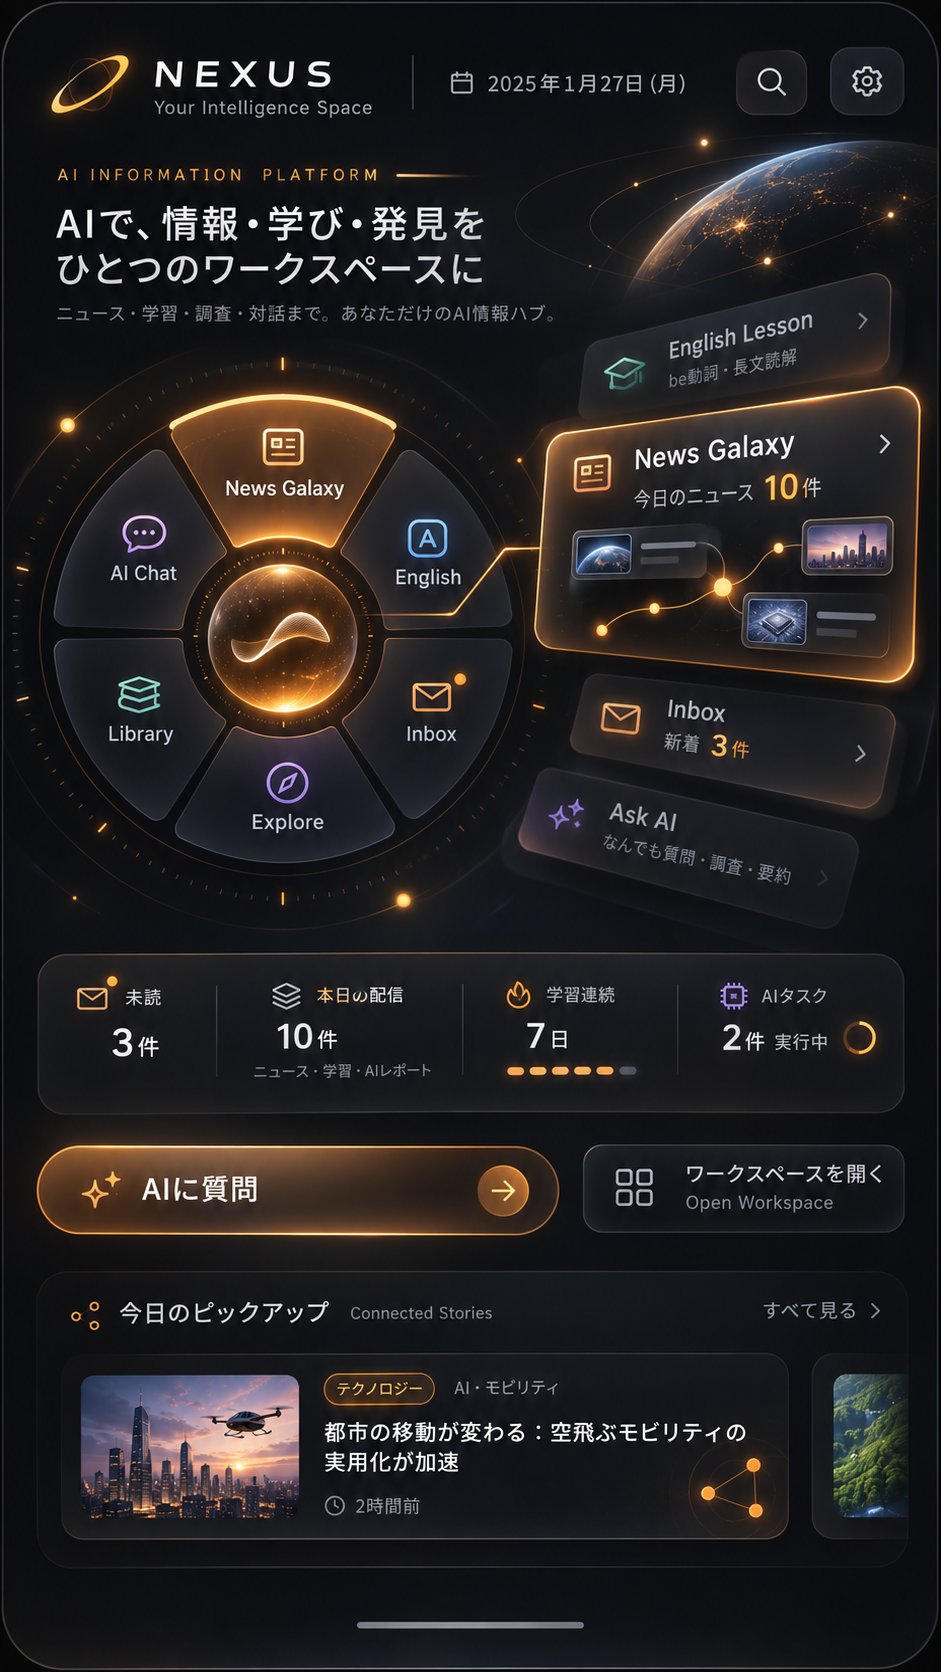 NEXUS
Your Intelligence Space
2025年1月27日 (月)
AI INFORMATION PLATFORM
AIで、情報・学び・発見を
ひとつのワークスペースに
ニュース・学習・調査・対話まで。あなただけのAI情報ハブ。
English Lesson
be動詞・長文読解
News Galaxy
今日のニュース 10件
News Galaxy
AI Chat
English
Library
Inbox
Explore
Inbox
新着 3件
Ask AI
なんでも質問・調査・要約
未読
3件
本日の配信
10件
ニュース・学習・AIレポート
学習連続
7日
AIタスク
2件 実行中
AIに質問
ワークスペースを開く
Open Workspace
今日のピックアップ Connected Stories
すべて見る
テクノロジー AI・モビリティ
都市の移動が変わる：空飛ぶモビリティの
実用化が加速
2時間前